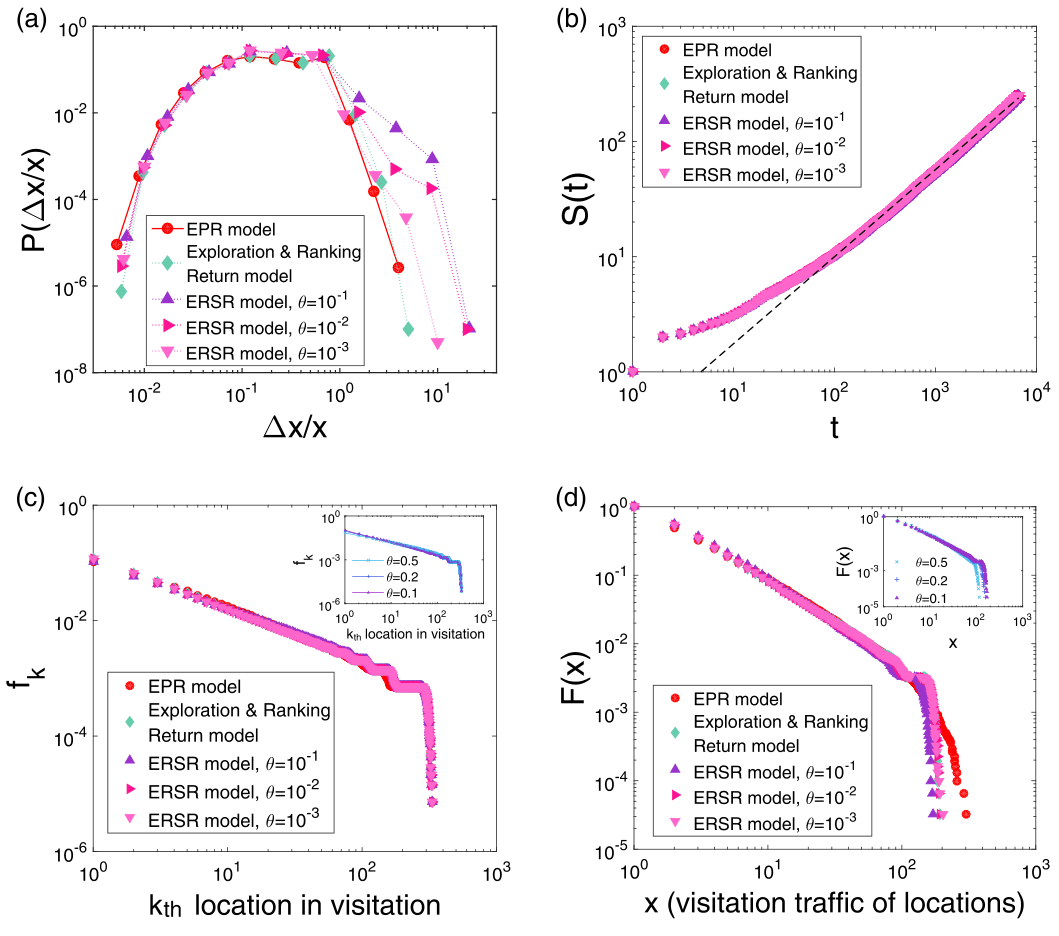 (a)
10^0
10^-2
10^-4
10^-6
10^-8
P(Δx/x)
EPR model
Exploration & Ranking
Return model
ERSR model, θ=10^-1
ERSR model, θ=10^-2
ERSR model, θ=10^-3
10^-2
10^-1
10^0
10^1
Δx/x
(b)
10^3
10^2
10^1
10^0
S(t)
EPR model
Exploration & Ranking
Return model
ERSR model, θ=10^-1
ERSR model, θ=10^-2
ERSR model, θ=10^-3
10^0
10^1
10^2
10^3
10^4
t
(c)
10^0
10^-2
10^-4
10^-6
f_k
10^0
10^-3
10^-6
f_k
θ=0.5
θ=0.2
θ=0.1
10^0
10^1
10^2
10^3
k_th location in visitation
EPR model
Exploration & Ranking
Return model
ERSR model, θ=10^-1
ERSR model, θ=10^-2
ERSR model, θ=10^-3
10^0
10^1
10^2
10^3
k_th location in visitation
(d)
10^0
10^-1
10^-2
10^-3
10^-4
10^-5
F(x)
10^0
10^-3
10^-5
F(x)
θ=0.5
θ=0.2
θ=0.1
10^0
10^1
10^2
10^3
x
EPR model
Exploration & Ranking
Return model
ERSR model, θ=10^-1
ERSR model, θ=10^-2
ERSR model, θ=10^-3
10^0
10^1
10^2
10^3
x (visitation traffic of locations)